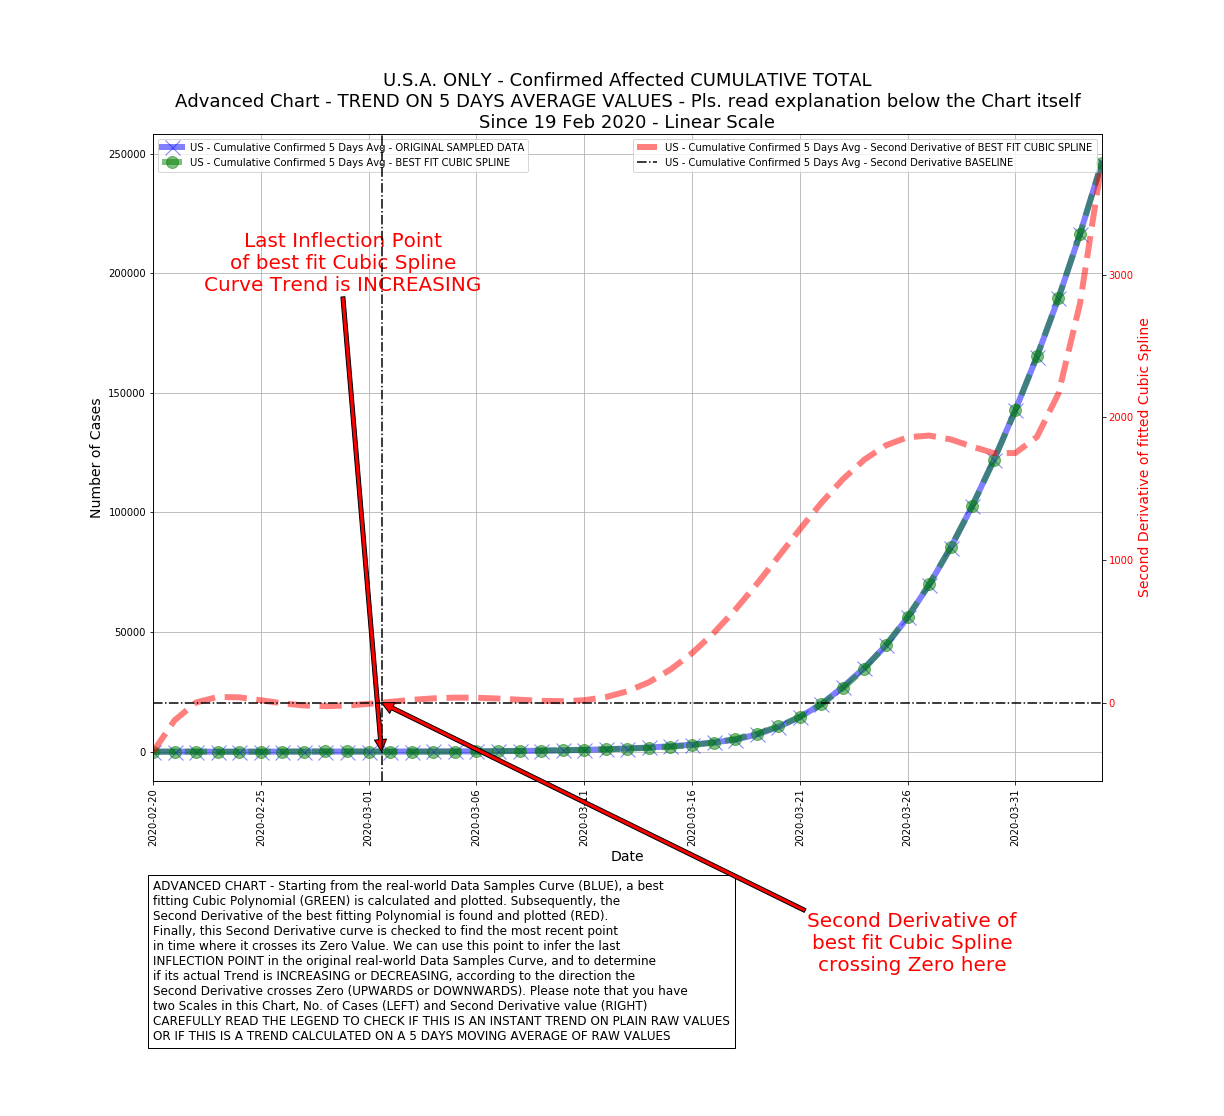 U.S.A. ONLY - Confirmed Affected CUMULATIVE TOTAL
Advanced Chart - TREND ON 5 DAYS AVERAGE VALUES - Pls. read explanation below the Chart itself
Since 19 Feb 2020 - Linear Scale
US - Cumulative Confirmed 5 Days Avg - ORIGINAL SAMPLED DATA
US - Cumulative Confirmed 5 Days Avg - BEST FIT CUBIC SPLINE
US - Cumulative Confirmed 5 Days Avg - Second Derivative of BEST FIT CUBIC SPLINE
US - Cumulative Confirmed 5 Days Avg - Second Derivative BASELINE
Last Inflection Point
of best fit Cubic Spline
Curve Trend is INCREASING
Number of Cases
250000
200000
150000
100000
50000
0
3000
2000
1000
0
Second Derivative of fitted Cubic Spline
2020-02-20
2020-02-25
2020-03-01
2020-03-06
2020-03-11
2020-03-16
2020-03-21
2020-03-26
2020-03-31
Date
Second Derivative of
best fit Cubic Spline
crossing Zero here
ADVANCED CHART - Starting from the real-world Data Samples Curve (BLUE), a best
fitting Cubic Polynomial (GREEN) is calculated and plotted. Subsequently, the
Second Derivative of the best fitting Polynomial is found and plotted (RED).
Finally, this Second Derivative curve is checked to find the most recent point
in time where it crosses its Zero Value. We can use this point to infer the last
INFLECTION POINT in the original real-world Data Samples Curve, and to determine
if its actual Trend is INCREASING or DECREASING, according to the direction the
Second Derivative crosses Zero (UPWARDS or DOWNWARDS). Please note that you have
two Scales in this Chart, No. of Cases (LEFT) and Second Derivative value (RIGHT)
CAREFULLY READ THE LEGEND TO CHECK IF THIS IS AN INSTANT TREND ON PLAIN RAW VALUES
OR IF THIS IS A TREND CALCULATED ON A 5 DAYS MOVING AVERAGE OF RAW VALUES